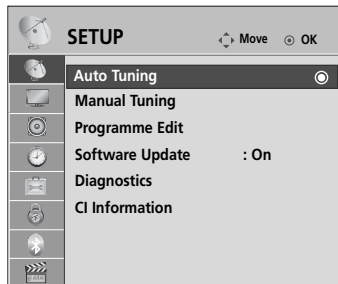 SETUP Move OK
Auto Tuning
Manual Tuning
Programme Edit
Software Update : On
Diagnostics
CI Information